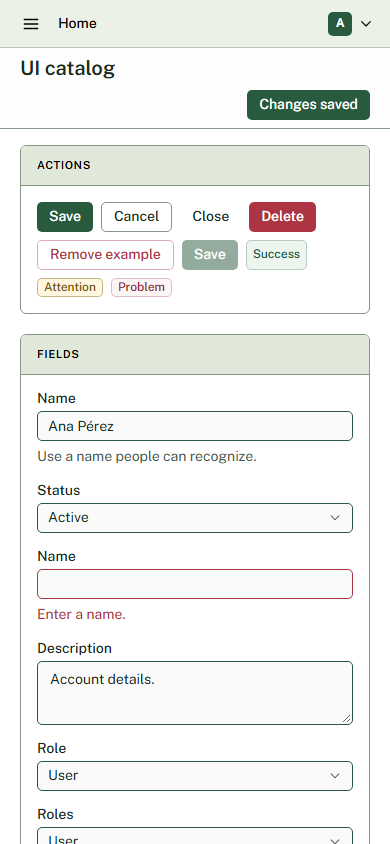 Home
A
UI catalog
Changes saved
ACTIONS
Save Cancel Close Delete
Remove example Save Success
Attention Problem
FIELDS
Name
Ana Pérez
Use a name people can recognize.
Status
Active
Name
Enter a name.
Description
Account details.
Role
User
Roles
User